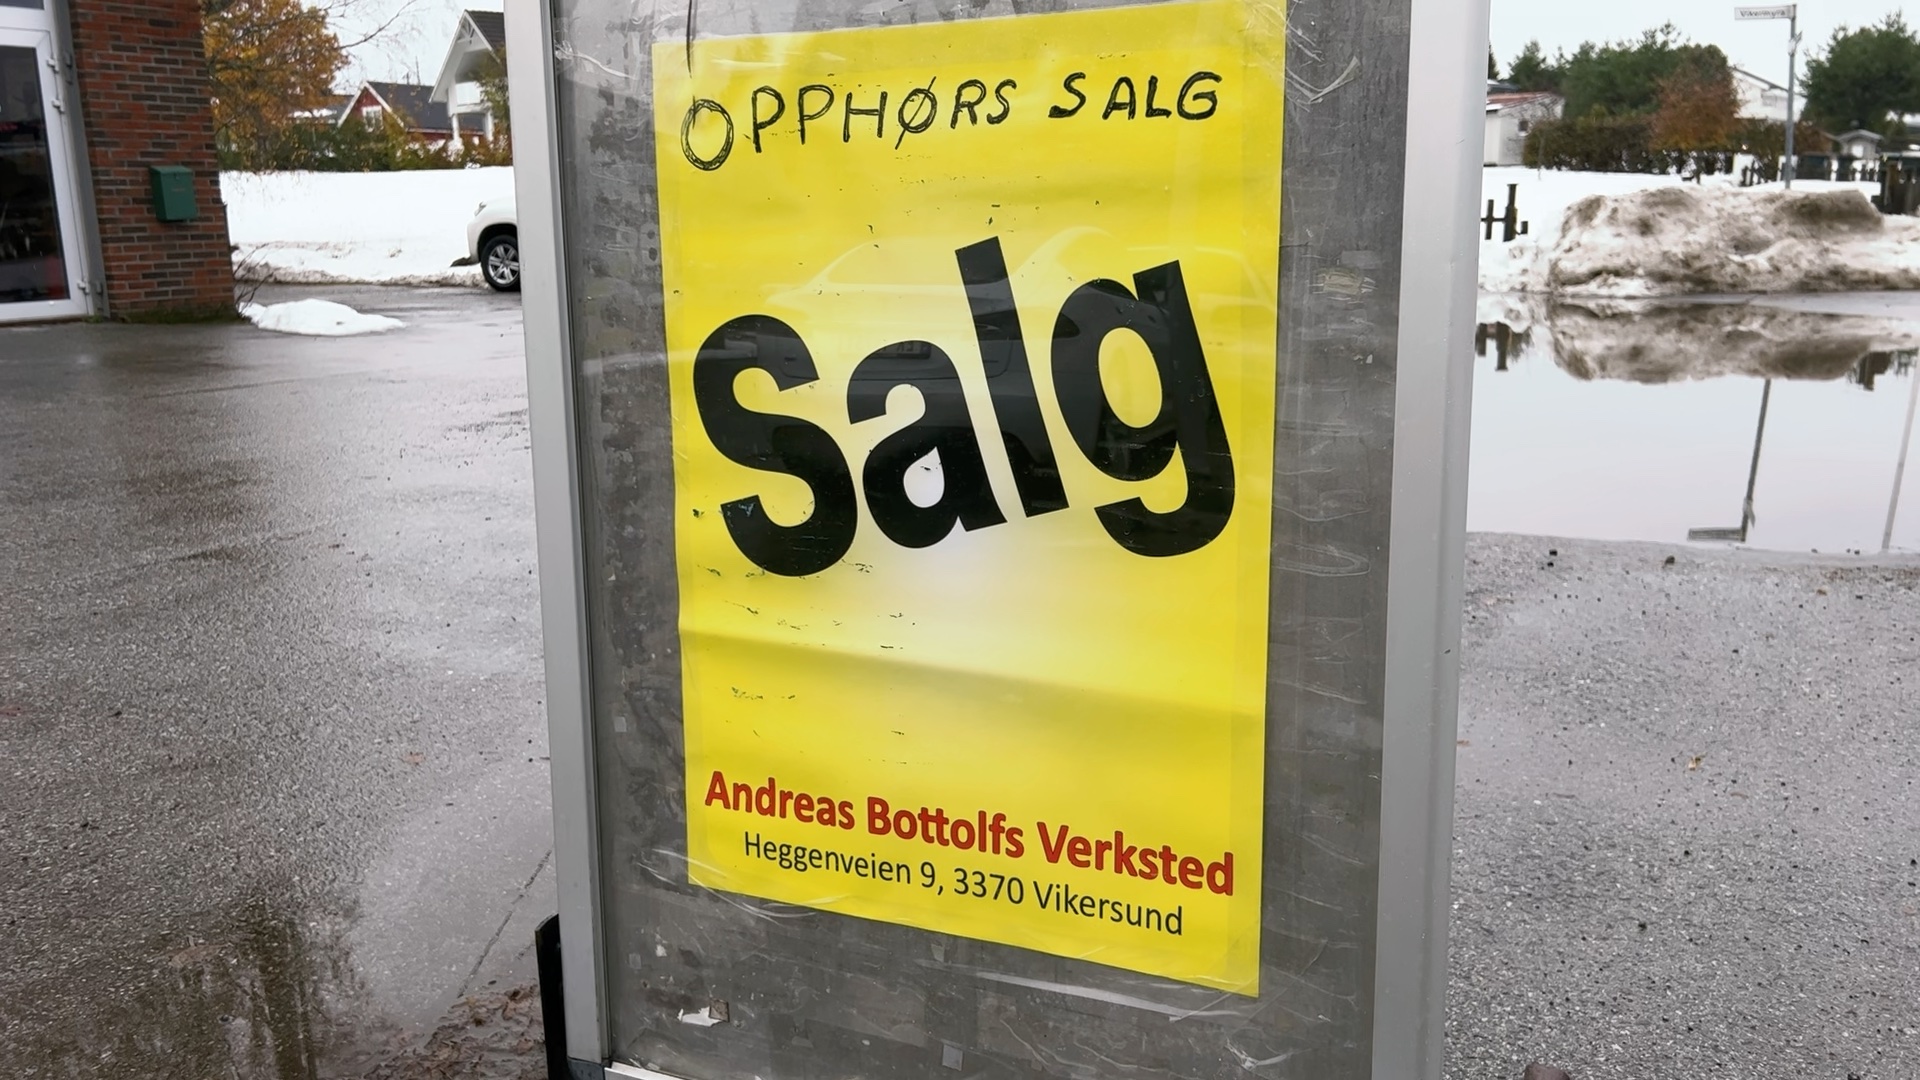 OPPHØRS SALG
Salg
Andreas Bottolfs Verksted
Heggenveien 9, 3370 Vikersund